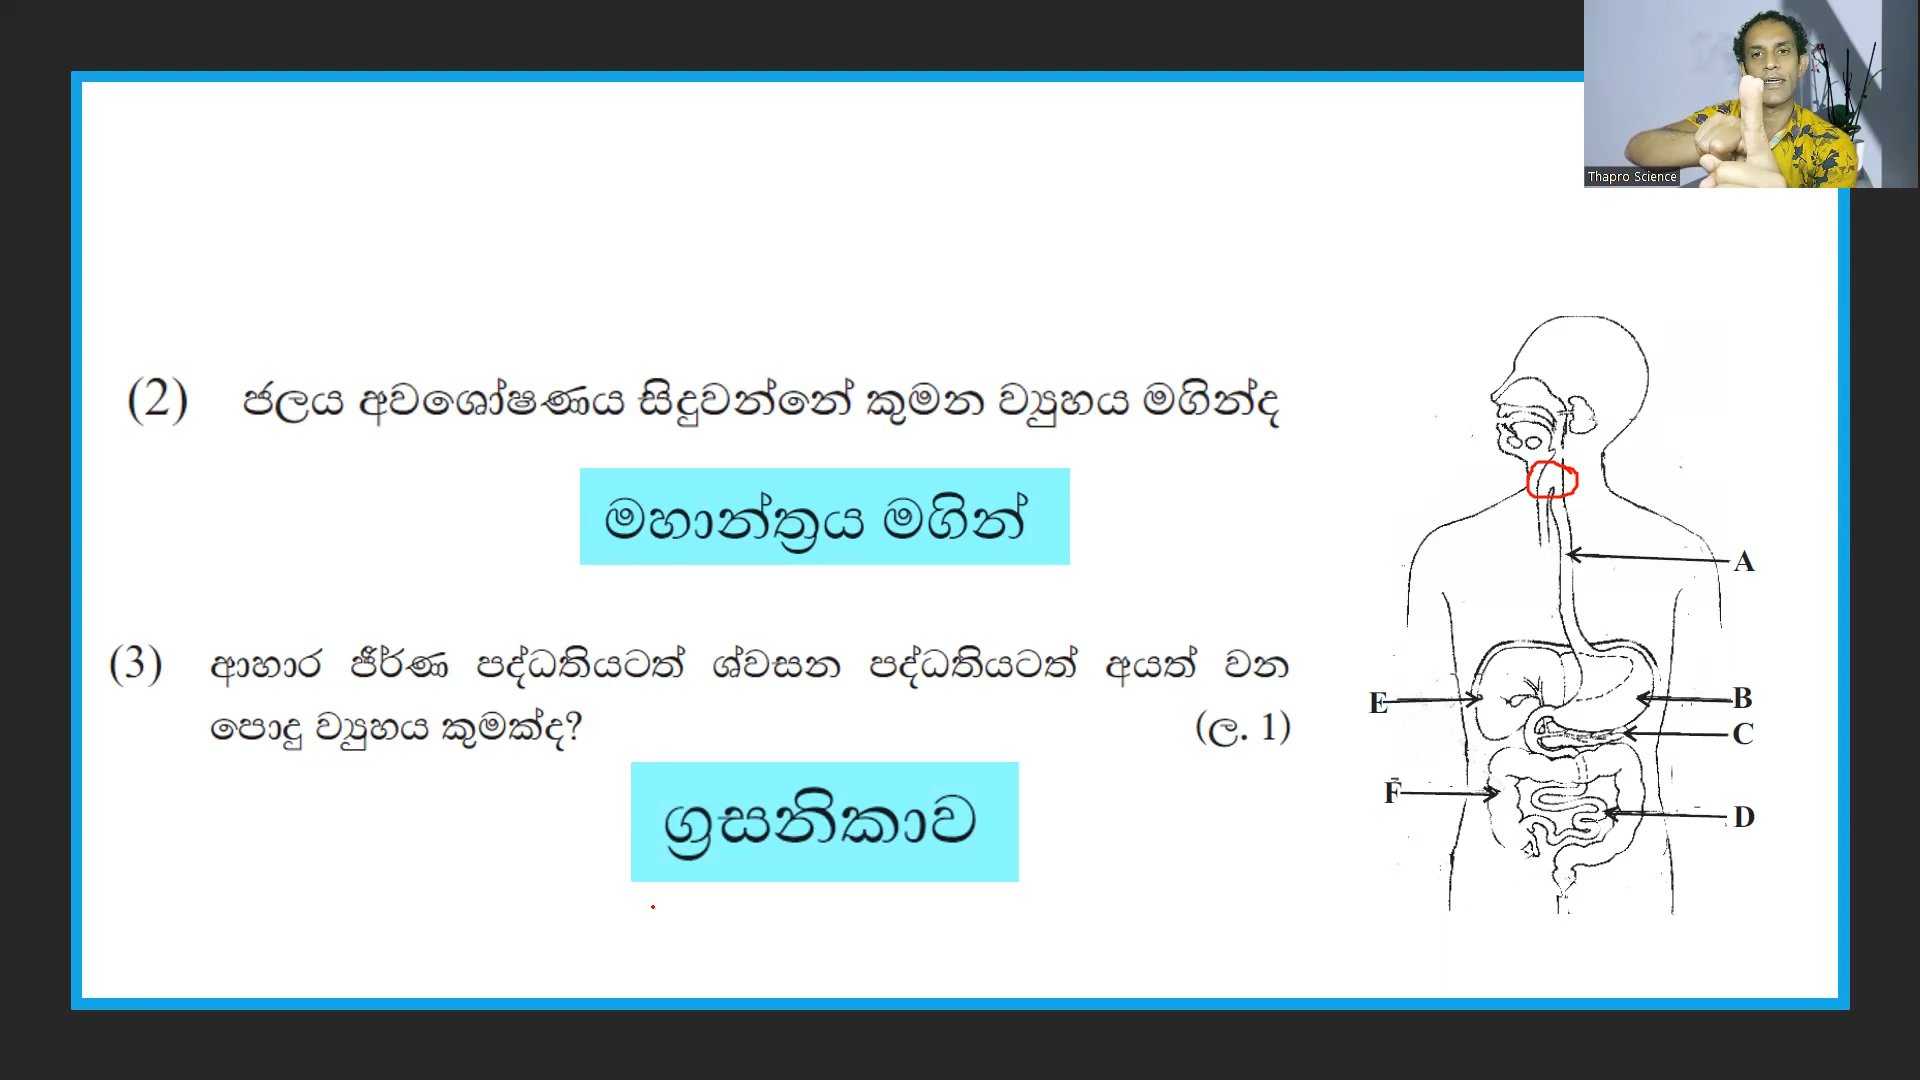 Thapro Science
(2) ජලය අවශෝෂණය සිදුවන්නේ කුමන ව්‍යුහය මගින්ද
මහාන්ත්‍රය මගින්
(3) ආහාර ජීර්ණ පද්ධතියටත් ශ්වසන පද්ධතියටත් අයත් වන
පොදු ව්‍යුහය කුමක්ද? (ල. 1)
ග්‍රසනිකාව
A
E
B
C
F
D